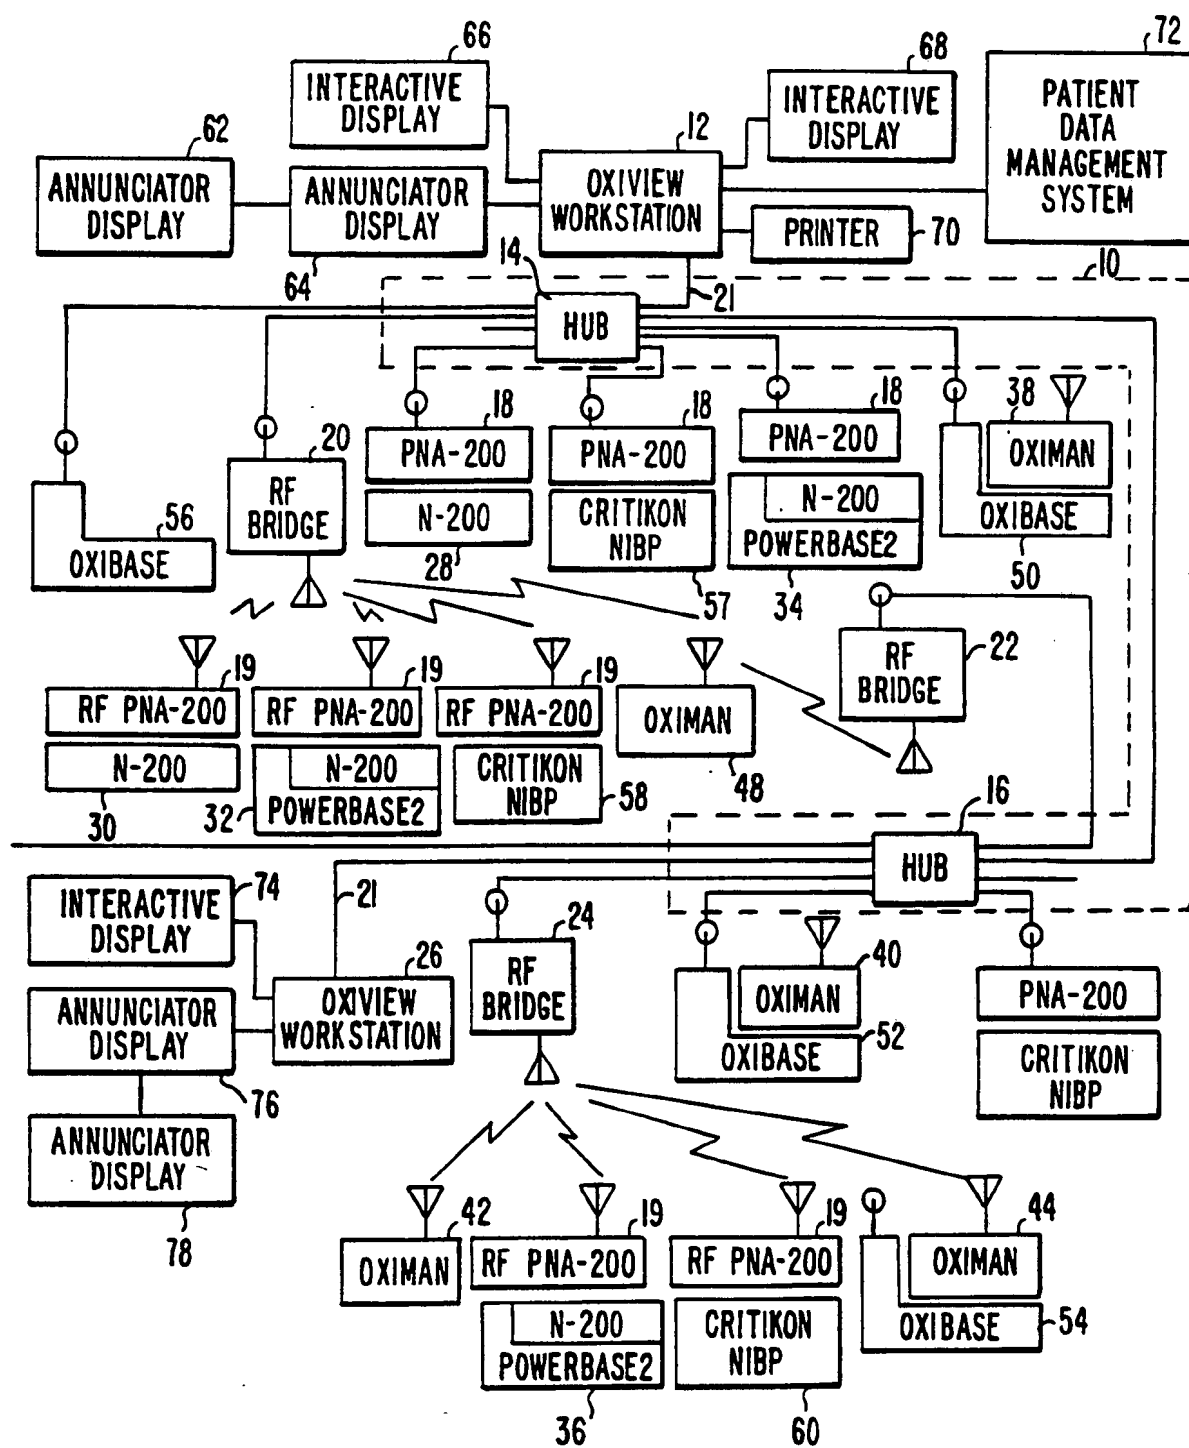 66
INTERACTIVE
DISPLAY
68
INTERACTIVE
DISPLAY
72
PATIENT
DATA
MANAGEMENT
SYSTEM
62
ANNUNCIATOR
DISPLAY
ANNUNCIATOR
DISPLAY
64
12
OXIVIEW
WORKSTATION
PRINTER
70
10
14
HUB
21
56
OXIBASE
20
RF
BRIDGE
18
PNA-200
N-200
28
18
PNA-200
CRITIKON
NIBP
57
18
PNA-200
N-200
POWERBASE2
34
38
OXIMAN
OXIBASE
50
19
RF PNA-200
N-200
30
19
RF PNA-200
N-200
POWERBASE2
32
19
RF PNA-200
CRITIKON
NIBP
58
OXIMAN
48
RF
BRIDGE
22
16
HUB
74
INTERACTIVE
DISPLAY
21
26
OXIVIEW
WORKSTATION
ANNUNCIATOR
DISPLAY
76
ANNUNCIATOR
DISPLAY
78
24
RF
BRIDGE
40
OXIMAN
52
OXIBASE
PNA-200
CRITIKON
NIBP
42
OXIMAN
19
RF PNA-200
N-200
POWERBASE2
36
19
RF PNA-200
CRITIKON
NIBP
60
44
OXIMAN
OXIBASE
54